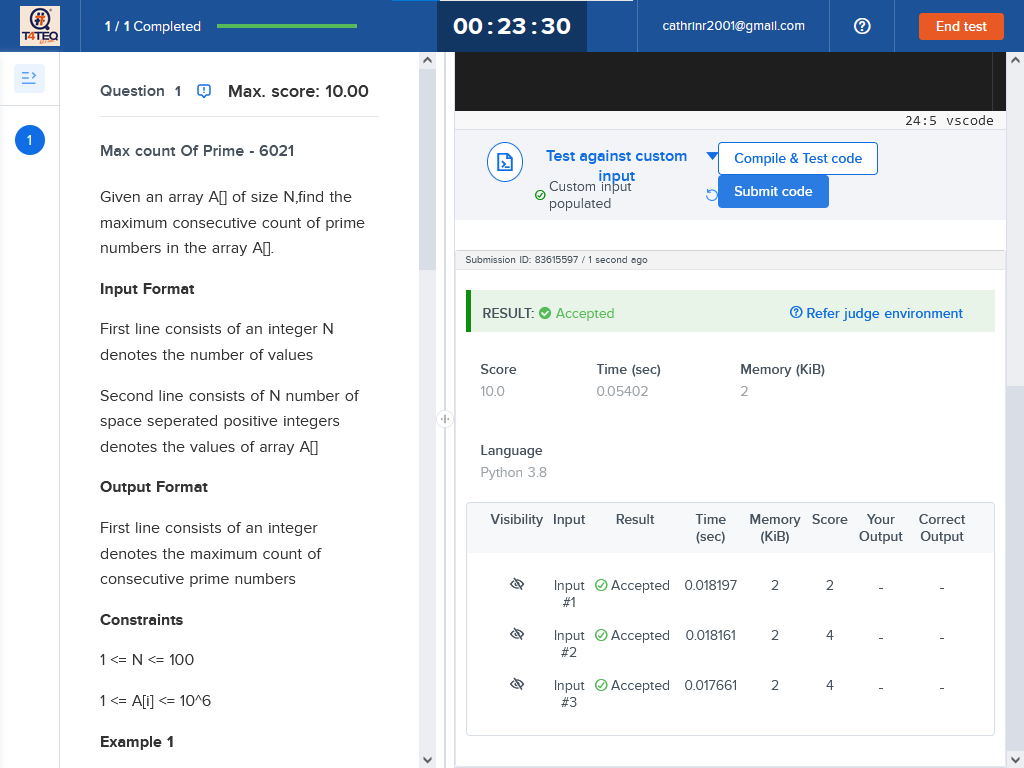 T4TEQ
1 / 1 Completed
00:23:30
cathrinr2001@gmail.com
End test
1
Question 1 Max. score: 10.00
Max count Of Prime - 6021
Given an array A[] of size N,find the
maximum consecutive count of prime
numbers in the array A[].
Input Format
First line consists of an integer N
denotes the number of values
Second line consists of N number of
space seperated positive integers
denotes the values of array A[]
Output Format
First line consists of an integer
denotes the maximum count of
consecutive prime numbers
Constraints
1 <= N <= 100
1 <= A[i] <= 10^6
Example 1
24:5 vscode
Test against custom
input
Custom input
populated
Compile & Test code
Submit code
Submission ID: 83615597 / 1 second ago
RESULT: Accepted
Refer judge environment
Score Time (sec) Memory (KiB)
10.0 0.05402 2
Language
Python 3.8
Visibility Input Result Time Memory Score Your Correct
(sec) (KiB) Output Output
Input Accepted 0.018197 2 2 - -
#1
Input Accepted 0.018161 2 4 - -
#2
Input Accepted 0.017661 2 4 - -
#3